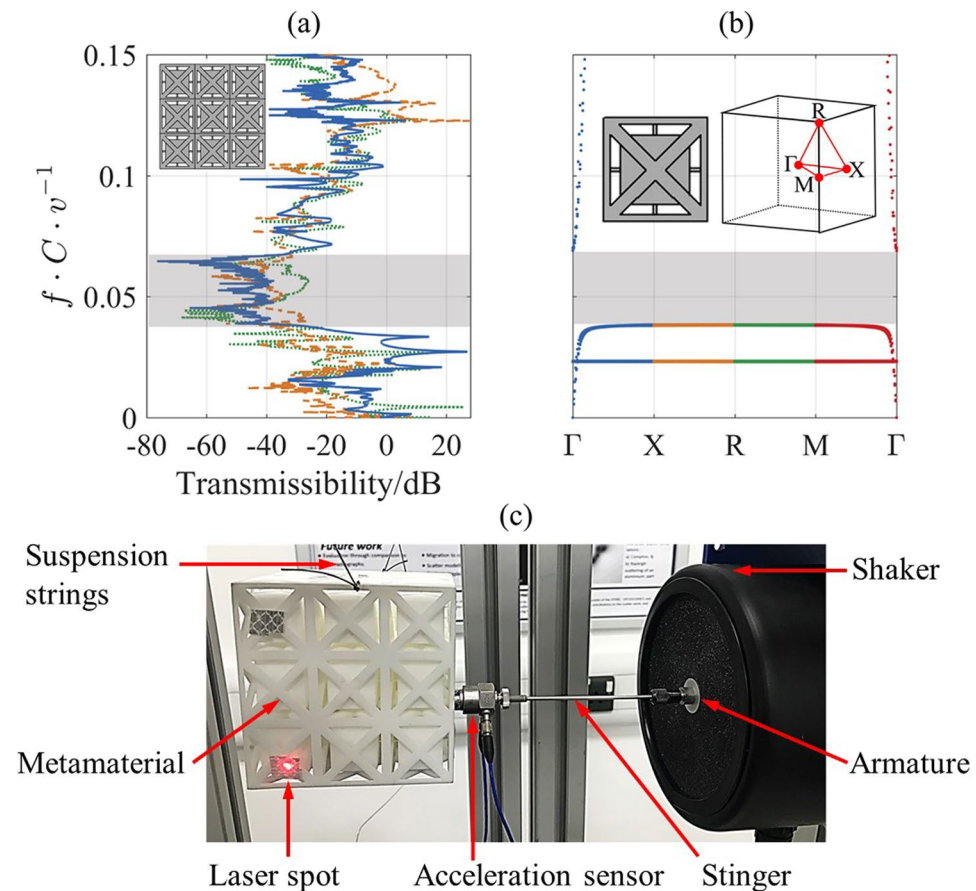 (a)
(b)
0.15
0.1
0.05
0
f · C · v⁻¹
-80 -60 -40 -20 0 20
Transmissibility/dB
R
Γ
X
M
Γ X R M Γ
(c)
Future work
Suspension
strings
Shaker
Metamaterial
Armature
Laser spot
Acceleration sensor
Stinger